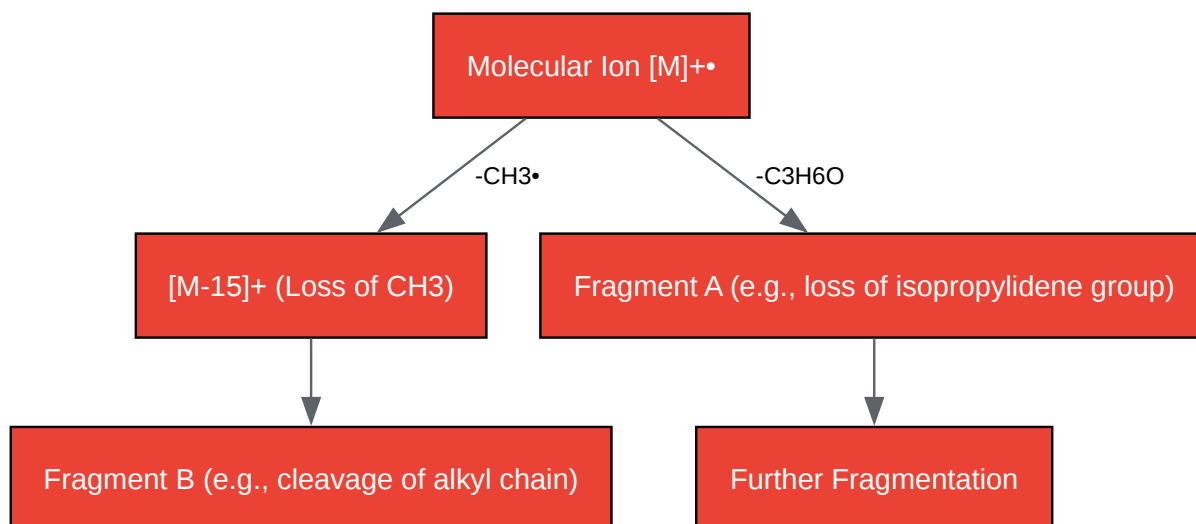 Molecular Ion [M]+•
-CH3•
-C3H6O
[M-15]+ (Loss of CH3)
Fragment A (e.g., loss of isopropylidene group)
Fragment B (e.g., cleavage of alkyl chain)
Further Fragmentation